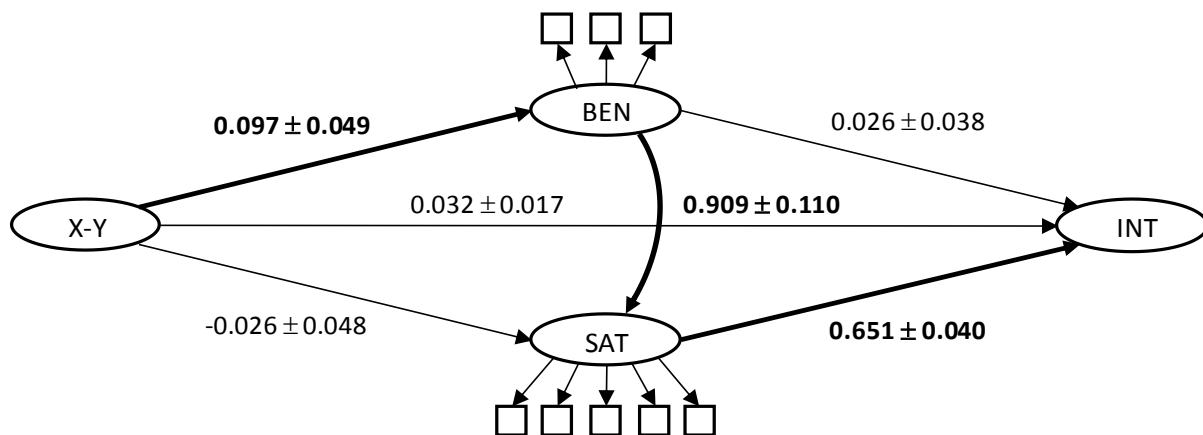 BEN
0.097 ± 0.049
0.026 ± 0.038
X-Y
0.032 ± 0.017
0.909 ± 0.110
INT
-0.026 ± 0.048
SAT
0.651 ± 0.040